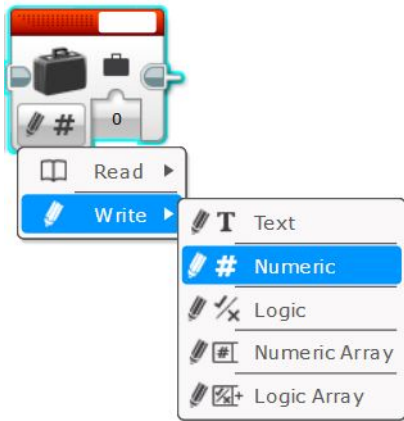 # 0
Read
Write
T Text
# Numeric
Logic
# Numeric Array
Logic Array